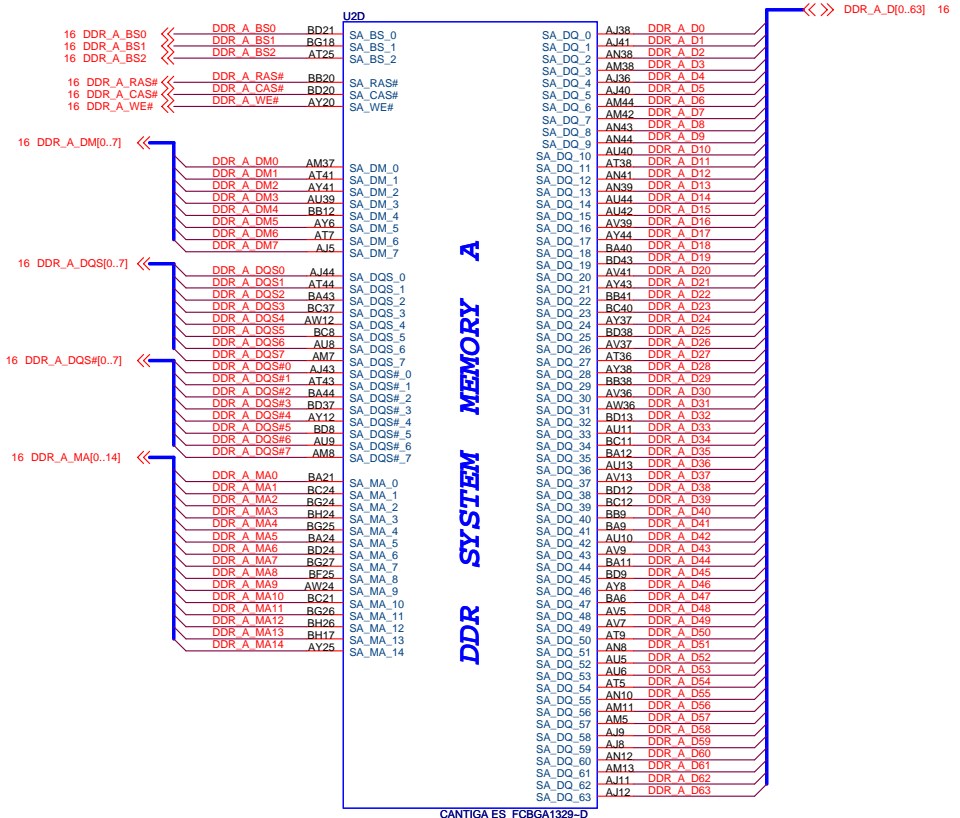 DDR_A_D[0..63] 16
U2D
16 DDR_A_BS0 DDR_A_BS0 BD21 SA_BS_0
16 DDR_A_BS1 DDR_A_BS1 BG18 SA_BS_1
16 DDR_A_BS2 DDR_A_BS2 AT25 SA_BS_2
16 DDR_A_RAS# DDR_A_RAS# BB20 SA_RAS#
16 DDR_A_CAS# DDR_A_CAS# BD20 SA_CAS#
16 DDR_A_WE# DDR_A_WE# AY20 SA_WE#
16 DDR_A_DM[0..7]
DDR_A_DM0 AM37 SA_DM_0
DDR_A_DM1 AT41 SA_DM_1
DDR_A_DM2 AY41 SA_DM_2
DDR_A_DM3 AU39 SA_DM_3
DDR_A_DM4 BB12 SA_DM_4
DDR_A_DM5 AY6 SA_DM_5
DDR_A_DM6 AT7 SA_DM_6
DDR_A_DM7 AJ5 SA_DM_7
16 DDR_A_DQS[0..7]
DDR_A_DQS0 AJ44 SA_DQS_0
DDR_A_DQS1 AT44 SA_DQS_1
DDR_A_DQS2 BA43 SA_DQS_2
DDR_A_DQS3 BC37 SA_DQS_3
DDR_A_DQS4 AW12 SA_DQS_4
DDR_A_DQS5 BC8 SA_DQS_5
DDR_A_DQS6 AU8 SA_DQS_6
DDR_A_DQS7 AM7 SA_DQS_7
16 DDR_A_DQS#[0..7]
DDR_A_DQS#0 AJ43 SA_DQS#_0
DDR_A_DQS#1 AT43 SA_DQS#_1
DDR_A_DQS#2 BA44 SA_DQS#_2
DDR_A_DQS#3 BD37 SA_DQS#_3
DDR_A_DQS#4 AY12 SA_DQS#_4
DDR_A_DQS#5 BD8 SA_DQS#_5
DDR_A_DQS#6 AU9 SA_DQS#_6
DDR_A_DQS#7 AM8 SA_DQS#_7
16 DDR_A_MA[0..14]
DDR_A_MA0 BA21 SA_MA_0
DDR_A_MA1 BC24 SA_MA_1
DDR_A_MA2 BG24 SA_MA_2
DDR_A_MA3 BH24 SA_MA_3
DDR_A_MA4 BG25 SA_MA_4
DDR_A_MA5 BA24 SA_MA_5
DDR_A_MA6 BD24 SA_MA_6
DDR_A_MA7 BG27 SA_MA_7
DDR_A_MA8 BF25 SA_MA_8
DDR_A_MA9 AW24 SA_MA_9
DDR_A_MA10 BC21 SA_MA_10
DDR_A_MA11 BG26 SA_MA_11
DDR_A_MA12 BH26 SA_MA_12
DDR_A_MA13 BH17 SA_MA_13
DDR_A_MA14 AY25 SA_MA_14
DDR SYSTEM MEMORY A
SA_DQ_0 AJ38 DDR_A_D0
SA_DQ_1 AJ41 DDR_A_D1
SA_DQ_2 AN38 DDR_A_D2
SA_DQ_3 AM38 DDR_A_D3
SA_DQ_4 AJ36 DDR_A_D4
SA_DQ_5 AJ40 DDR_A_D5
SA_DQ_6 AM44 DDR_A_D6
SA_DQ_7 AM42 DDR_A_D7
SA_DQ_8 AN43 DDR_A_D8
SA_DQ_9 AN44 DDR_A_D9
SA_DQ_10 AU40 DDR_A_D10
SA_DQ_11 AT38 DDR_A_D11
SA_DQ_12 AN41 DDR_A_D12
SA_DQ_13 AN39 DDR_A_D13
SA_DQ_14 AU44 DDR_A_D14
SA_DQ_15 AU42 DDR_A_D15
SA_DQ_16 AV39 DDR_A_D16
SA_DQ_17 AY44 DDR_A_D17
SA_DQ_18 BA40 DDR_A_D18
SA_DQ_19 BD43 DDR_A_D19
SA_DQ_20 AV41 DDR_A_D20
SA_DQ_21 AY43 DDR_A_D21
SA_DQ_22 BB41 DDR_A_D22
SA_DQ_23 BC40 DDR_A_D23
SA_DQ_24 AY37 DDR_A_D24
SA_DQ_25 BD38 DDR_A_D25
SA_DQ_26 AV37 DDR_A_D26
SA_DQ_27 AT36 DDR_A_D27
SA_DQ_28 AY38 DDR_A_D28
SA_DQ_29 BB38 DDR_A_D29
SA_DQ_30 AV36 DDR_A_D30
SA_DQ_31 AW36 DDR_A_D31
SA_DQ_32 BD13 DDR_A_D32
SA_DQ_33 AU11 DDR_A_D33
SA_DQ_34 BC11 DDR_A_D34
SA_DQ_35 BA12 DDR_A_D35
SA_DQ_36 AU13 DDR_A_D36
SA_DQ_37 AV13 DDR_A_D37
SA_DQ_38 BD12 DDR_A_D38
SA_DQ_39 BC12 DDR_A_D39
SA_DQ_40 BB9 DDR_A_D40
SA_DQ_41 BA9 DDR_A_D41
SA_DQ_42 AU10 DDR_A_D42
SA_DQ_43 AV9 DDR_A_D43
SA_DQ_44 BA11 DDR_A_D44
SA_DQ_45 BD9 DDR_A_D45
SA_DQ_46 AY8 DDR_A_D46
SA_DQ_47 BA6 DDR_A_D47
SA_DQ_48 AV5 DDR_A_D48
SA_DQ_49 AV7 DDR_A_D49
SA_DQ_50 AT9 DDR_A_D50
SA_DQ_51 AN8 DDR_A_D51
SA_DQ_52 AU5 DDR_A_D52
SA_DQ_53 AU6 DDR_A_D53
SA_DQ_54 AT5 DDR_A_D54
SA_DQ_55 AN10 DDR_A_D55
SA_DQ_56 AM11 DDR_A_D56
SA_DQ_57 AM5 DDR_A_D57
SA_DQ_58 AJ9 DDR_A_D58
SA_DQ_59 AJ8 DDR_A_D59
SA_DQ_60 AN12 DDR_A_D60
SA_DQ_61 AM13 DDR_A_D61
SA_DQ_62 AJ11 DDR_A_D62
SA_DQ_63 AJ12 DDR_A_D63
CANTIGA ES_FCBGA1329~D